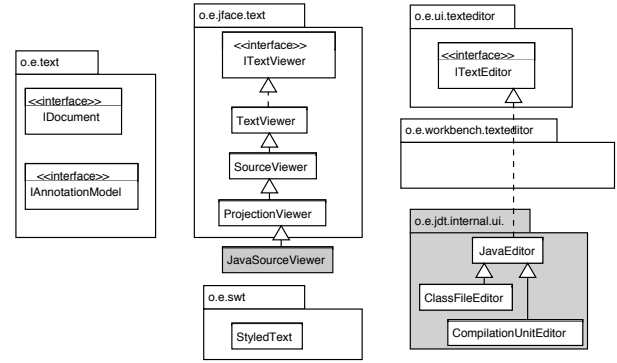 o.e.text
<<interface>>
IDocument
<<interface>>
IAnnotationModel
o.e.jface.text
<<interface>>
ITextViewer
TextViewer
SourceViewer
ProjectionViewer
JavaSourceViewer
o.e.swt
StyledText
o.e.ui.texteditor
<<interface>>
ITextEditor
o.e.workbench.texteditor
o.e.jdt.internal.ui.
JavaEditor
ClassFileEditor
CompilationUnitEditor